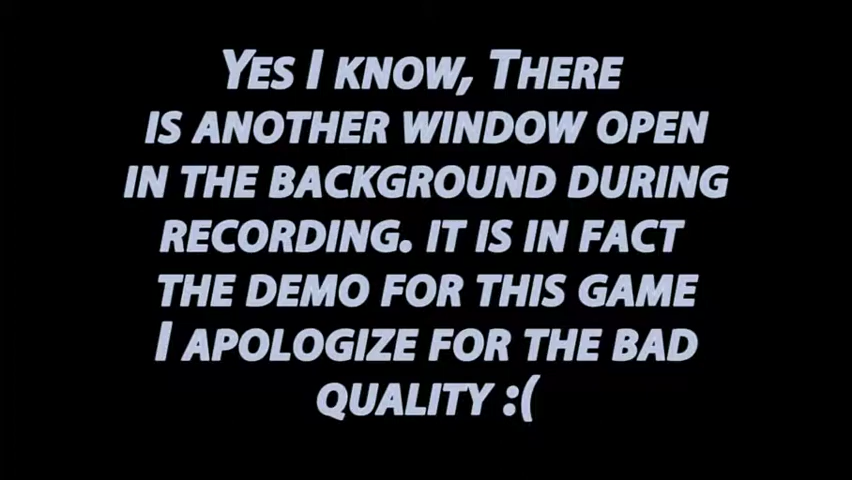 Yes I know, There
is another window open
in the background during
recording. it is in fact
the demo for this game
I apologize for the bad
quality :(